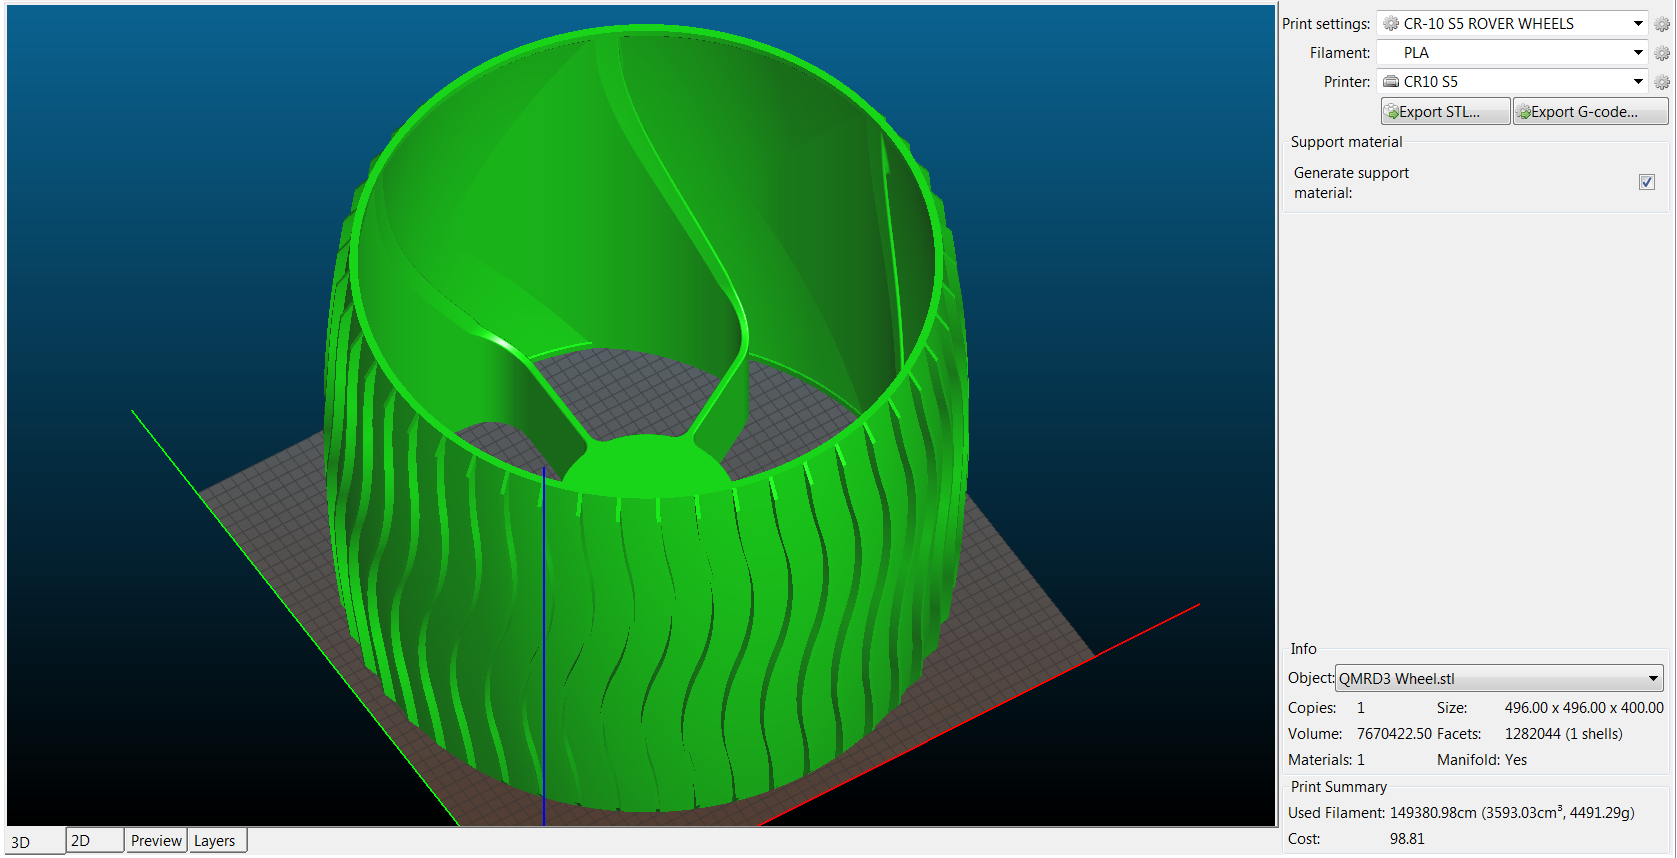 Print settings: CR-10 S5 ROVER WHEELS
Filament: PLA
Printer: CR10 S5
Export STL... Export G-code...
Support material
Generate support
material:
Info
Object: QMRD3 Wheel.stl
Copies: 1 Size: 496.00 x 496.00 x 400.00
Volume: 7670422.50 Facets: 1282044 (1 shells)
Materials: 1 Manifold: Yes
Print Summary
Used Filament: 149380.98cm (3593.03cm³, 4491.29g)
Cost: 98.81
3D 2D Preview Layers